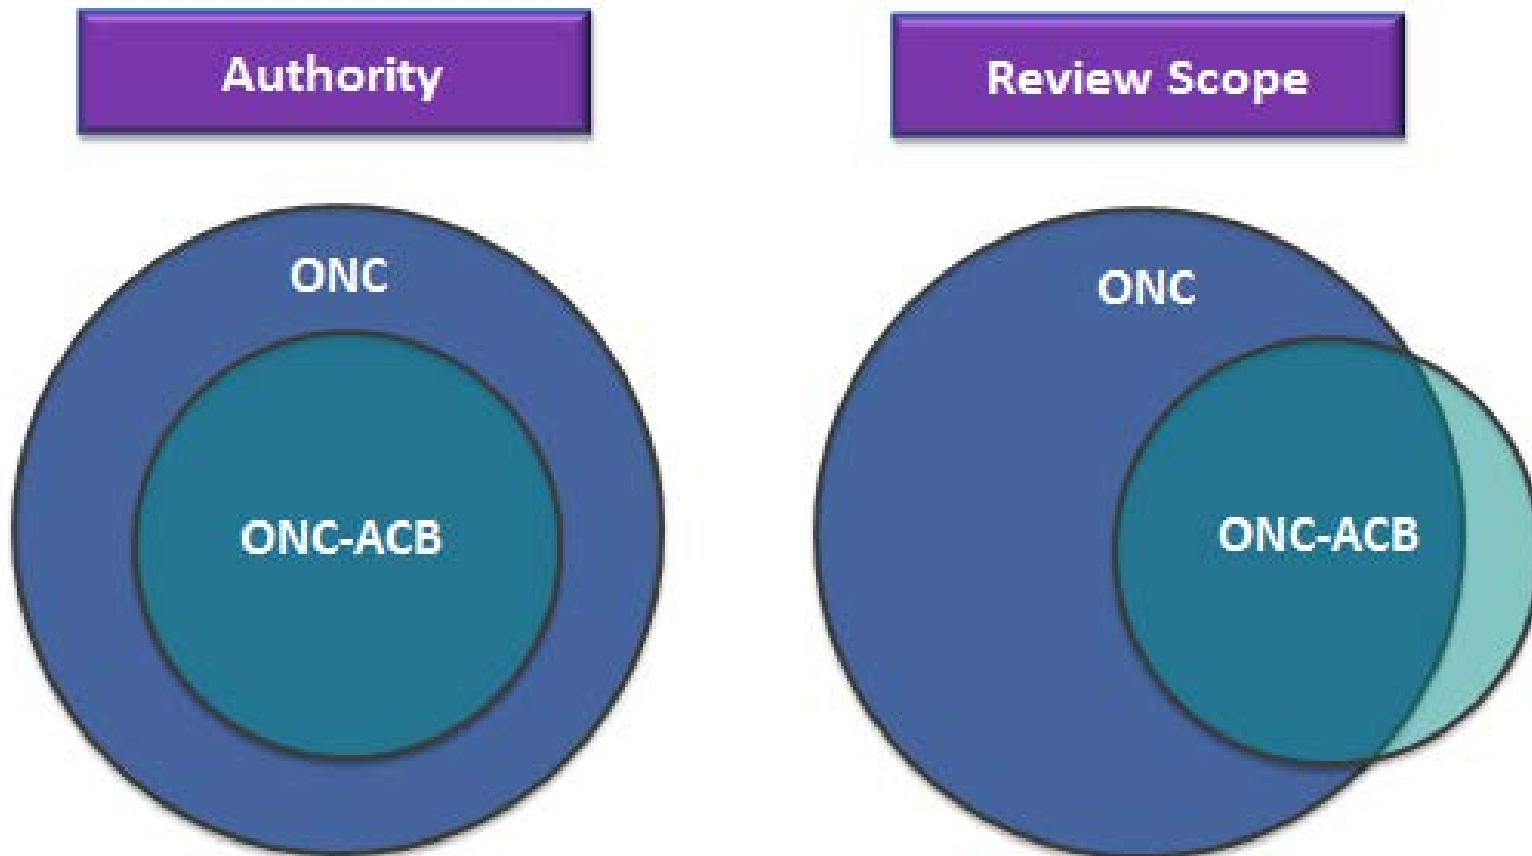 Authority
Review Scope
ONC
ONC
ONC-ACB
ONC-ACB